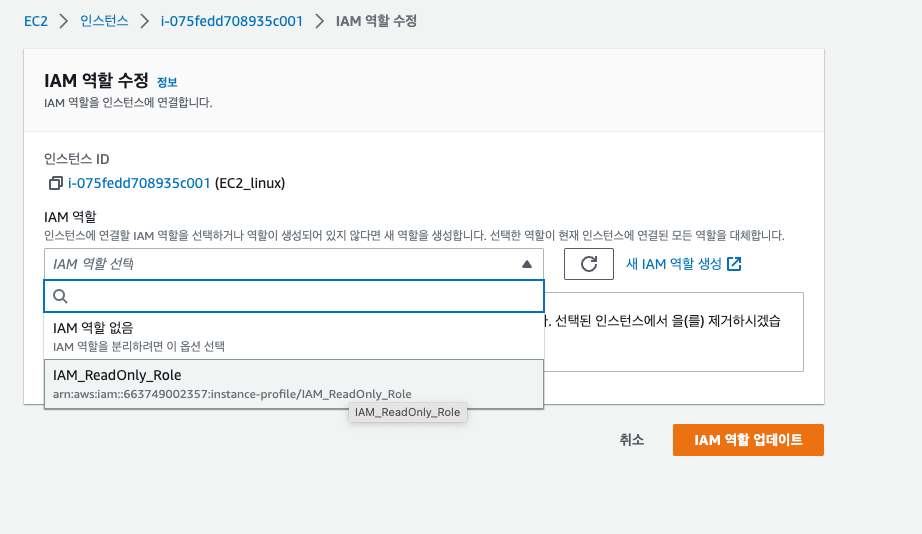 EC2 > 인스턴스 > i-075fedd708935c001 > IAM 역할 수정
IAM 역할 수정 정보
IAM 역할을 인스턴스에 연결합니다.
인스턴스 ID
i-075fedd708935c001 (EC2_linux)
IAM 역할
인스턴스에 연결할 IAM 역할을 선택하거나 역할이 생성되어 있지 않다면 새 역할을 생성합니다. 선택한 역할이 현재 인스턴스에 연결된 모든 역할을 대체합니다.
IAM 역할 선택
새 IAM 역할 생성
IAM 역할 없음
IAM 역할을 분리하려면 이 옵션 선택
. 선택된 인스턴스에서 을(를) 제거하시겠습
IAM_ReadOnly_Role
arn:aws:iam::663749002357:instance-profile/IAM_ReadOnly_Role
IAM_ReadOnly_Role
취소
IAM 역할 업데이트